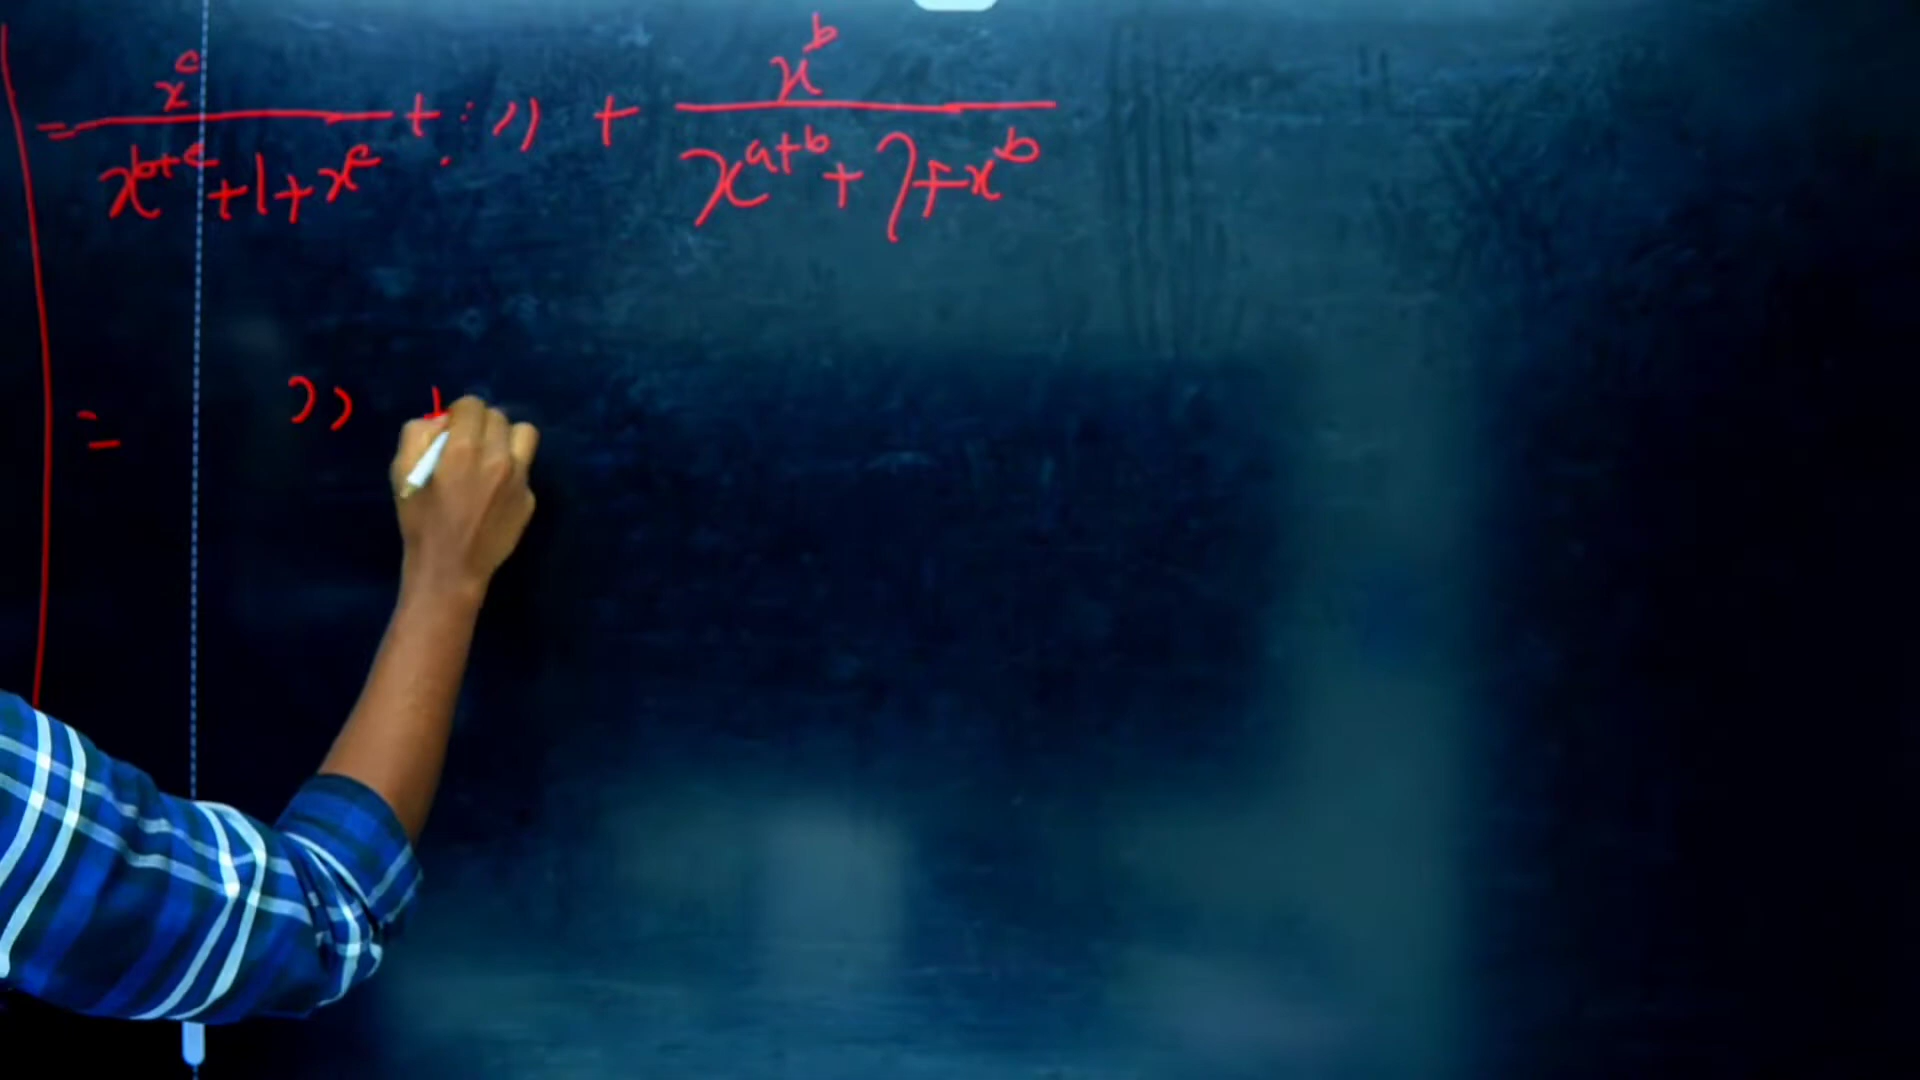 = x^c / (x^{b+c} + 1 + x^c) + : ,, + x^b / (x^{a+b} + 1 + x^b)
= ,, +